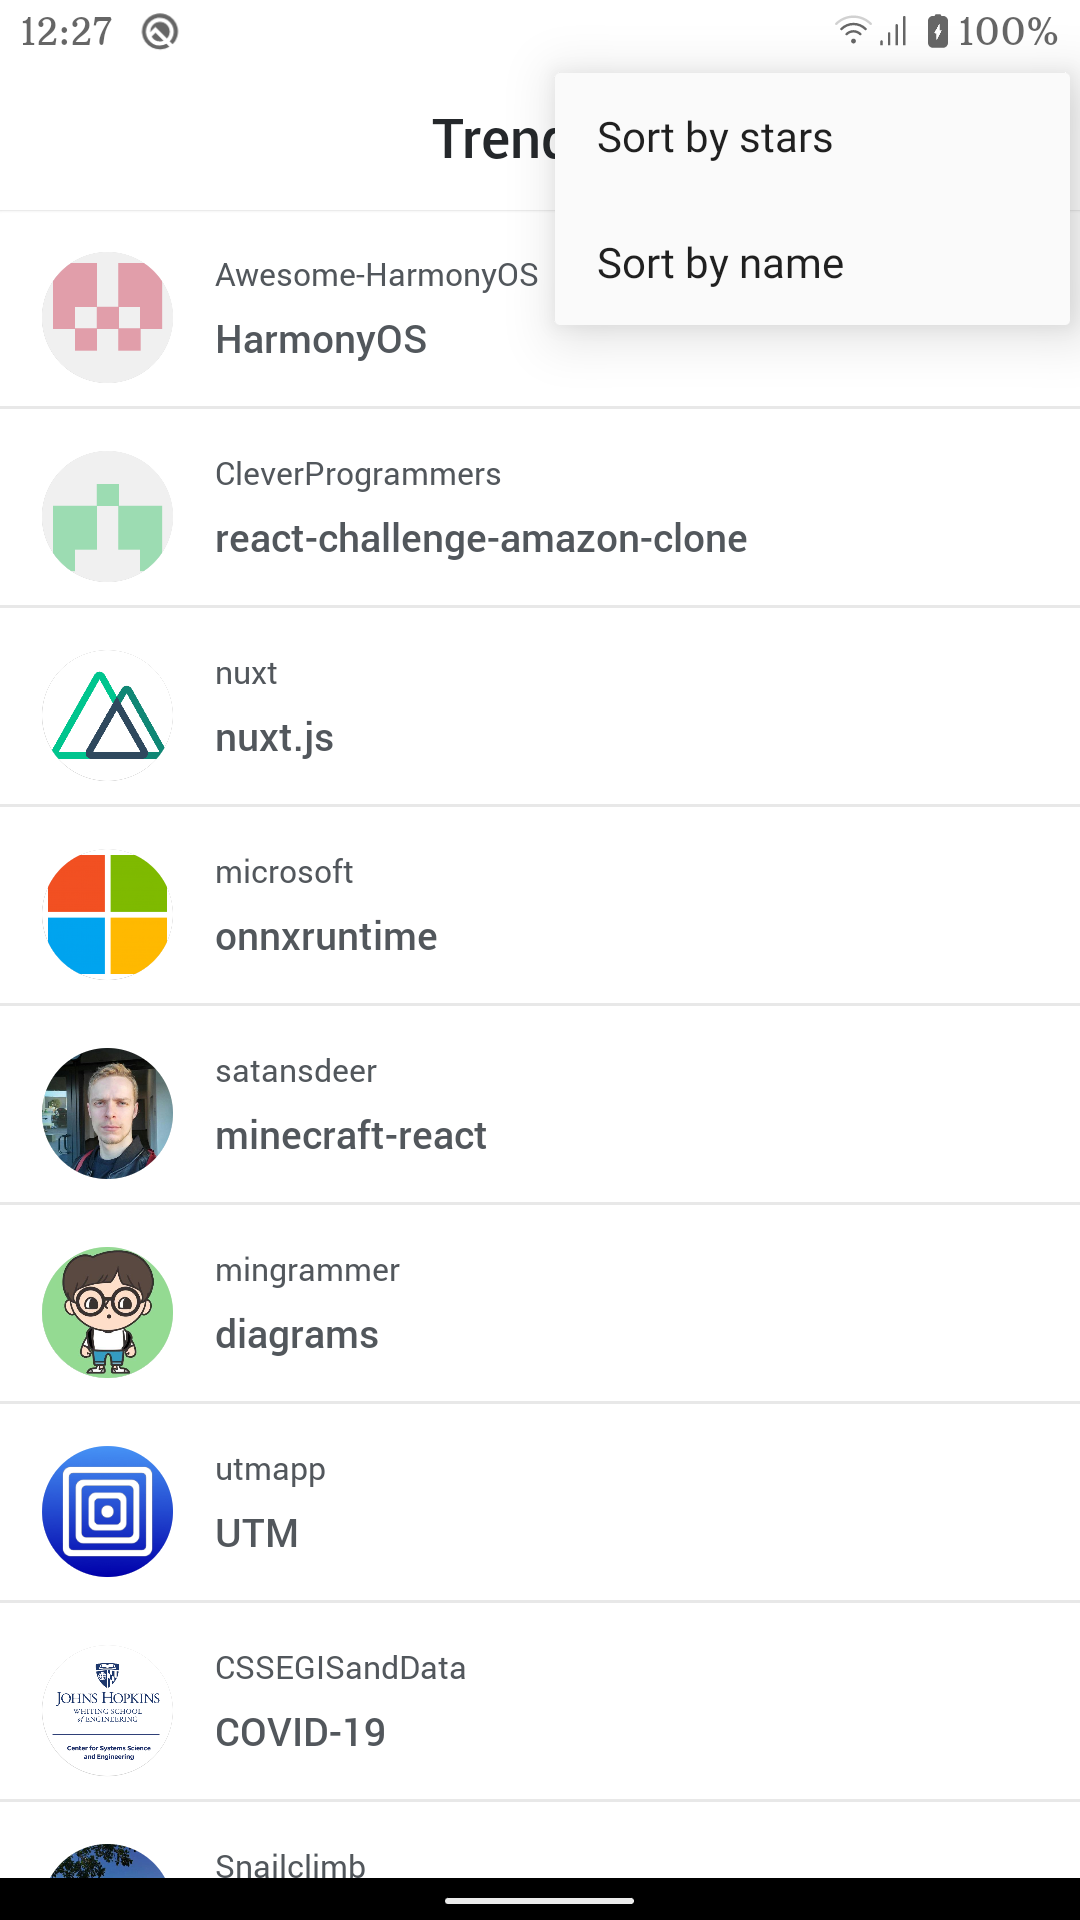 12:27
100%
Trend
Sort by stars
Sort by name
Awesome-HarmonyOS
HarmonyOS
CleverProgrammers
react-challenge-amazon-clone
nuxt
nuxt.js
microsoft
onnxruntime
satansdeer
minecraft-react
mingrammer
diagrams
utmapp
UTM
JOHNS HOPKINS
WHITING SCHOOL
of ENGINEERING
Center for Systems Science
and Engineering
CSSEGISandData
COVID-19
Snailclimb